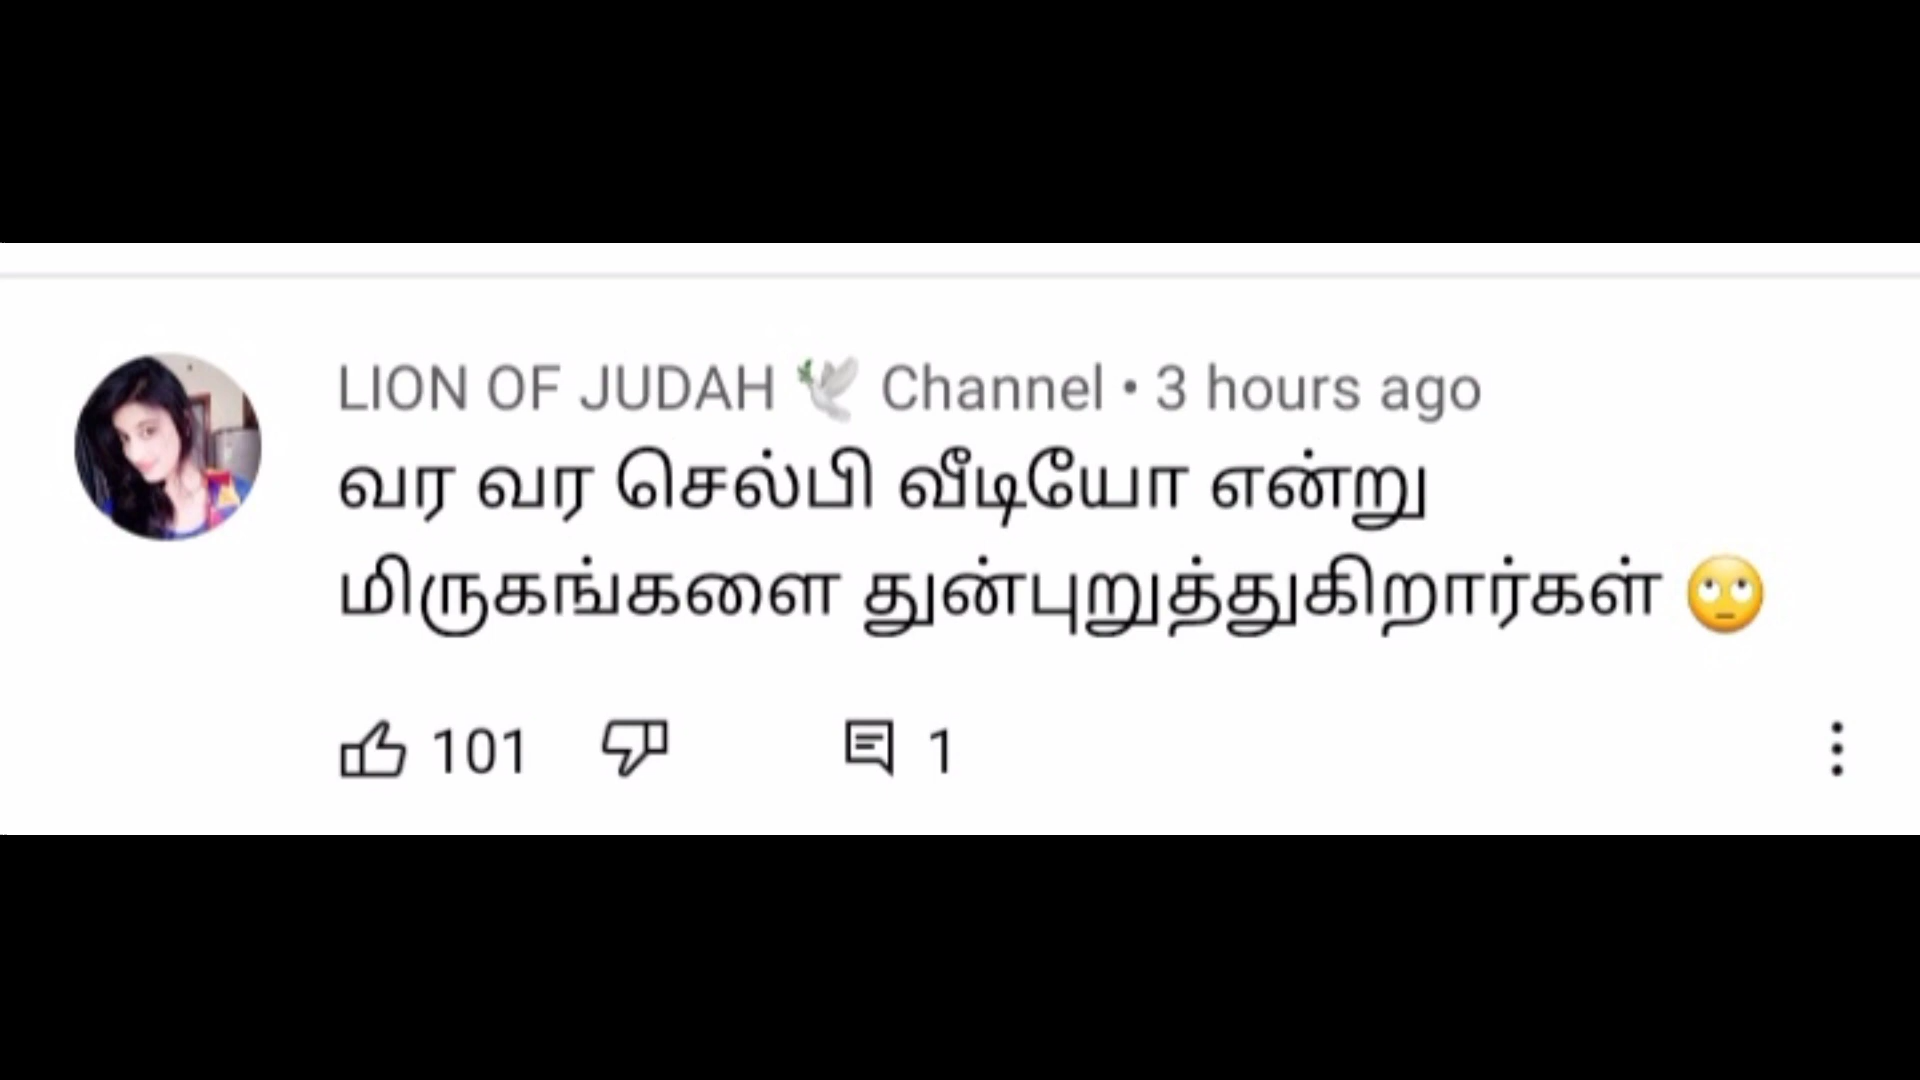 LION OF JUDAH 🕊️ Channel • 3 hours ago
வர வர செல்பி வீடியோ என்று
மிருகங்களை துன்புறுத்துகிறார்கள் 🙄
101 1